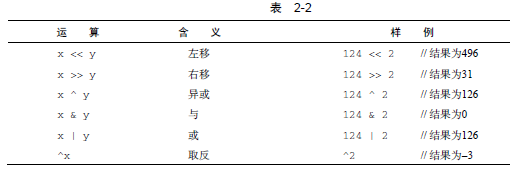 表 2-2
运 算 含 义 样 例
x << y 左移 124 << 2 //结果为496
x >> y 右移 124 >> 2 //结果为31
x ^ y 异或 124 ^ 2 //结果为126
x & y 与 124 & 2 //结果为0
x | y 或 124 | 2 //结果为126
^x 取反 ^2 //结果为–3